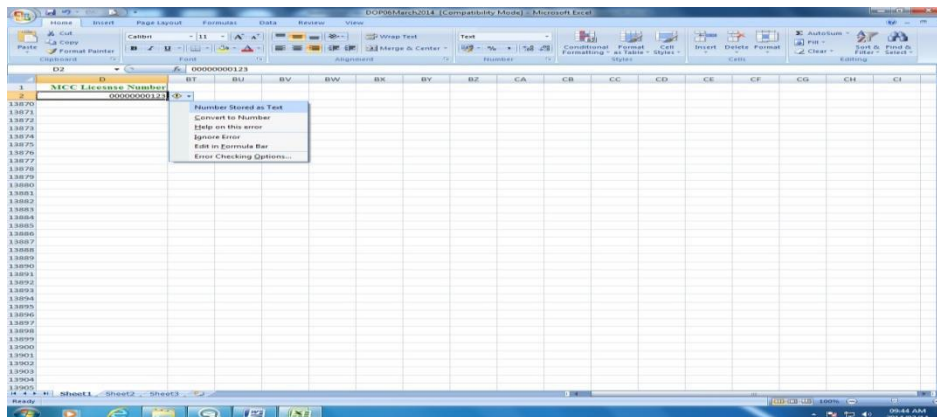 DOP06March2014 [Compatibility Mode] - Microsoft Excel
Home Insert Page Layout Formulas Data Review View
Cut
Copy
Format Painter
Paste
Clipboard
Calibri 11
B I U
Font
Wrap Text
Merge & Center
Alignment
Text
Number
Conditional Formatting
Format as Table
Cell Styles
Styles
Insert Delete Format
Cells
AutoSum
Fill
Clear
Sort & Filter
Find & Select
Editing
D2 00000000123
D BT BU BV BW BX BY BZ CA CB CC CD CE CF CG CH CI
1 MCC Licesnse Number
2 00000000123
Number Stored as Text
Convert to Number
Help on this error
Ignore Error
Edit in Formula Bar
Error Checking Options...
13870
13871
13872
13873
13874
13875
13876
13877
13878
13879
13880
13881
13882
13883
13884
13885
13886
13887
13888
13889
13890
13891
13892
13893
13894
13895
13896
13897
13898
13899
13900
13901
13902
13903
13904
13905
Sheet1 Sheet2 Sheet3
Ready 100%
09:44 AM